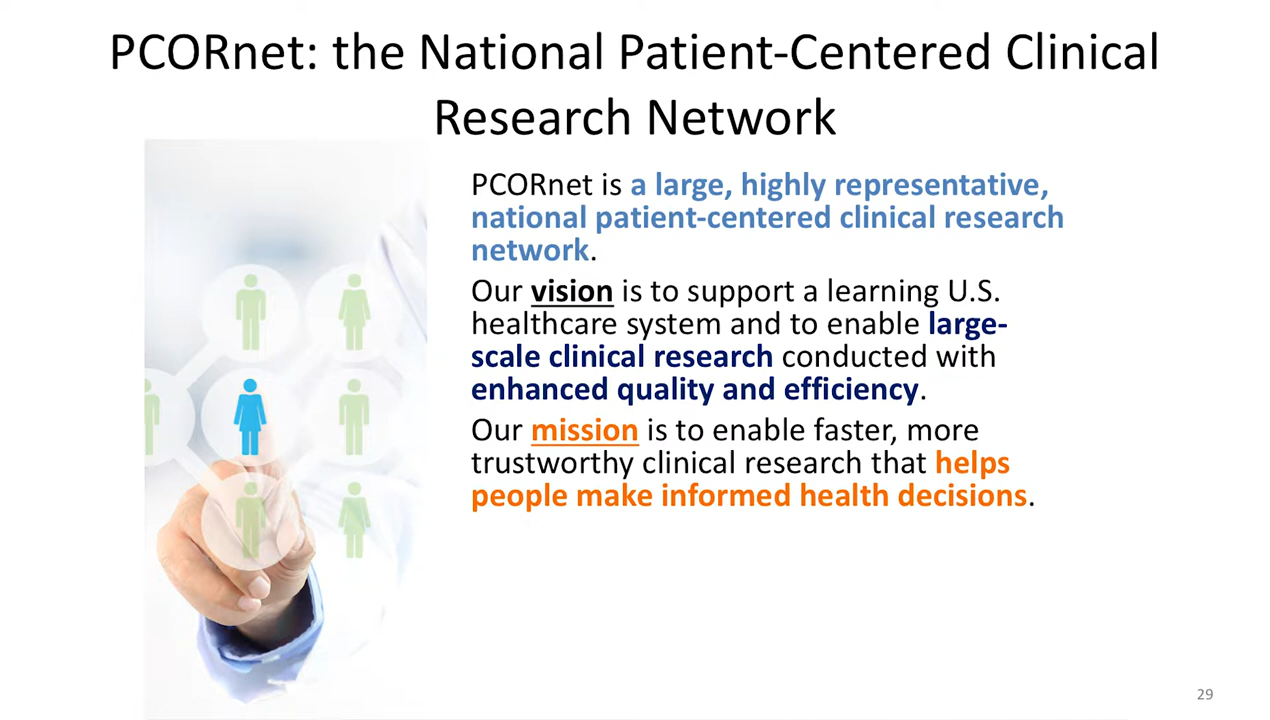 PCORnet: the National Patient-Centered Clinical
Research Network
PCORnet is a large, highly representative,
national patient-centered clinical research
network.
Our vision is to support a learning U.S.
healthcare system and to enable large-
scale clinical research conducted with
enhanced quality and efficiency.
Our mission is to enable faster, more
trustworthy clinical research that helps
people make informed health decisions.
29